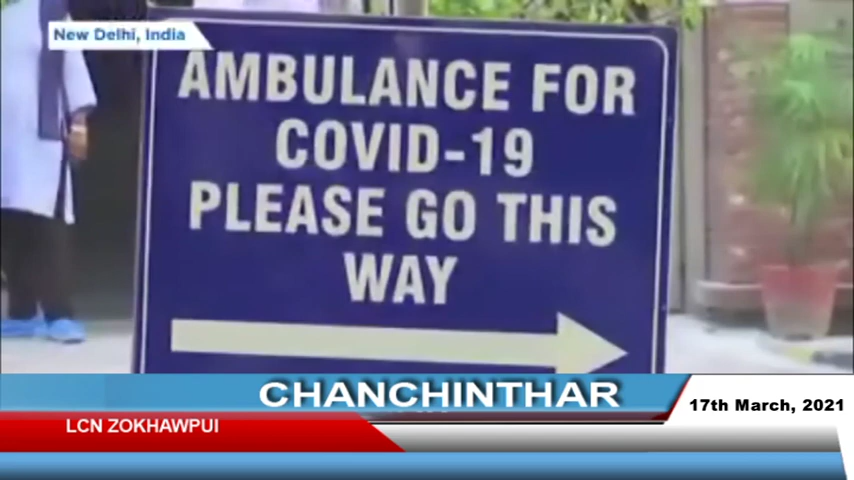 New Delhi, India
AMBULANCE FOR
COVID-19
PLEASE GO THIS
WAY
CHANCHINTHAR
17th March, 2021
LCN ZOKHAWPUI